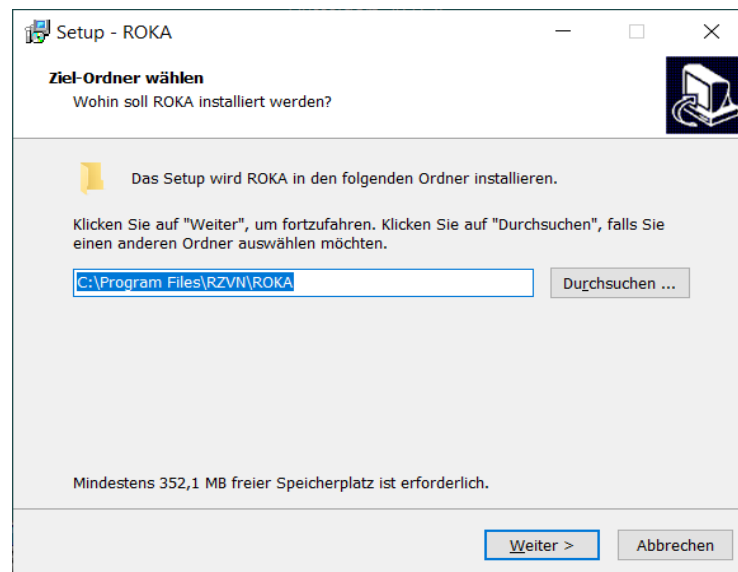 Setup - ROKA
Ziel-Ordner wählen
Wohin soll ROKA installiert werden?
Das Setup wird ROKA in den folgenden Ordner installieren.
Klicken Sie auf "Weiter", um fortzufahren. Klicken Sie auf "Durchsuchen", falls Sie
einen anderen Ordner auswählen möchten.
C:\Program Files\RZVN\ROKA
Durchsuchen ...
Mindestens 352,1 MB freier Speicherplatz ist erforderlich.
Weiter >
Abbrechen